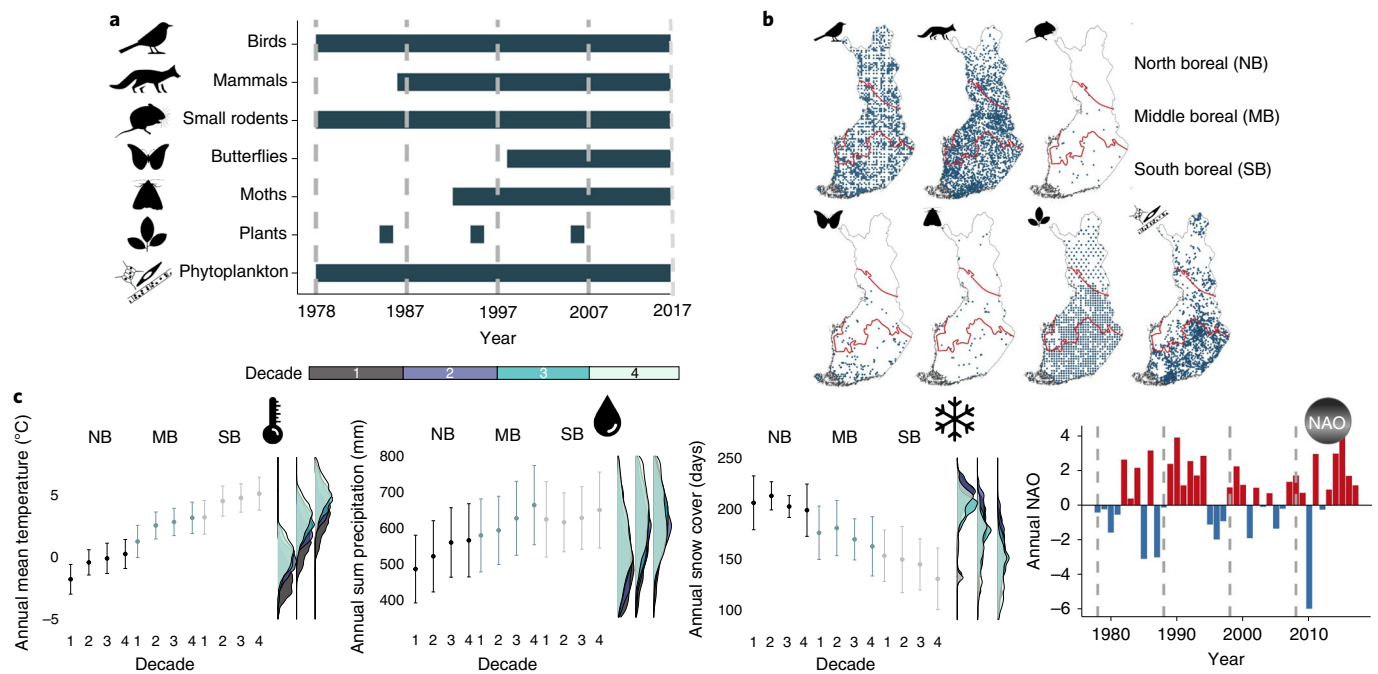 a
Birds
Mammals
Small rodents
Butterflies
Moths
Plants
Phytoplankton
1978 1987 1997 2007 2017
Year
Decade 1 2 3 4
b
North boreal (NB)
Middle boreal (MB)
South boreal (SB)
c
Annual mean temperature (°C)
NB MB SB
5
0
–5
1 2 3 4 1 2 3 4 1 2 3 4
Decade
Annual sum precipitation (mm)
NB MB SB
800
700
600
500
400
1 2 3 4 1 2 3 4 1 2 3 4
Decade
Annual snow cover (days)
NB MB SB
250
200
150
100
1 2 3 4 1 2 3 4 1 2 3 4
Decade
Annual NAO
NAO
4
2
0
–2
–4
–6
1980 1990 2000 2010
Year